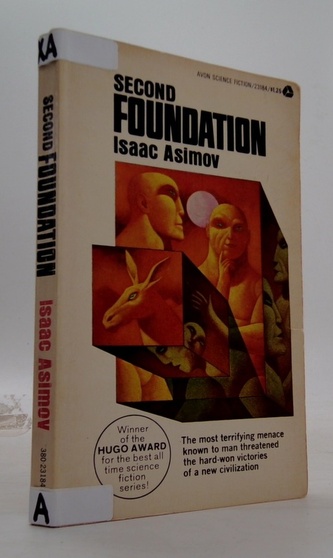 AVON SCIENCE FICTION/23184/$1.25
SECOND
FOUNDATION
Isaac Asimov
Winner
of the
HUGO AWARD
for the best all
time science
fiction
series!
The most terrifying menace
known to man threatened
the hard-won victories
of a new civilization
SECOND FOUNDATION
Isaac Asimov
380-23184
A